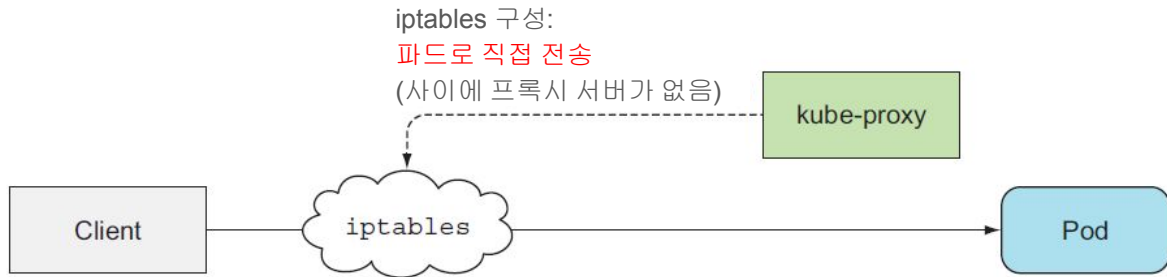 iptables 구성:
파드로 직접 전송
(사이에 프록시 서버가 없음)
kube-proxy
Client
iptables
Pod